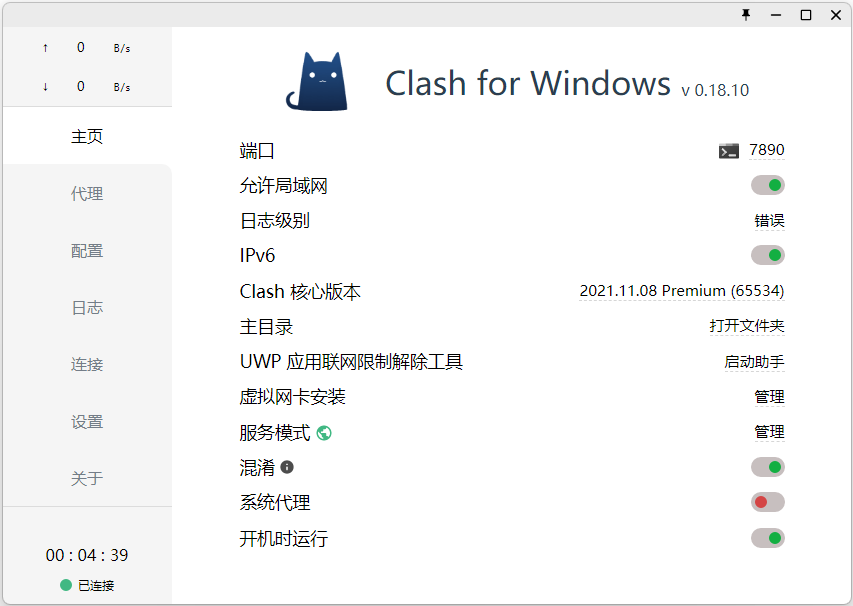 ↑ 0 B/s
↓ 0 B/s
主页
代理
配置
日志
连接
设置
关于
00 : 04 : 39
已连接
Clash for Windows v 0.18.10
端口 7890
允许局域网
日志级别 错误
IPv6
Clash 核心版本 2021.11.08 Premium (65534)
主目录 打开文件夹
UWP 应用联网限制解除工具 启动助手
虚拟网卡安装 管理
服务模式 管理
混淆
系统代理
开机时运行